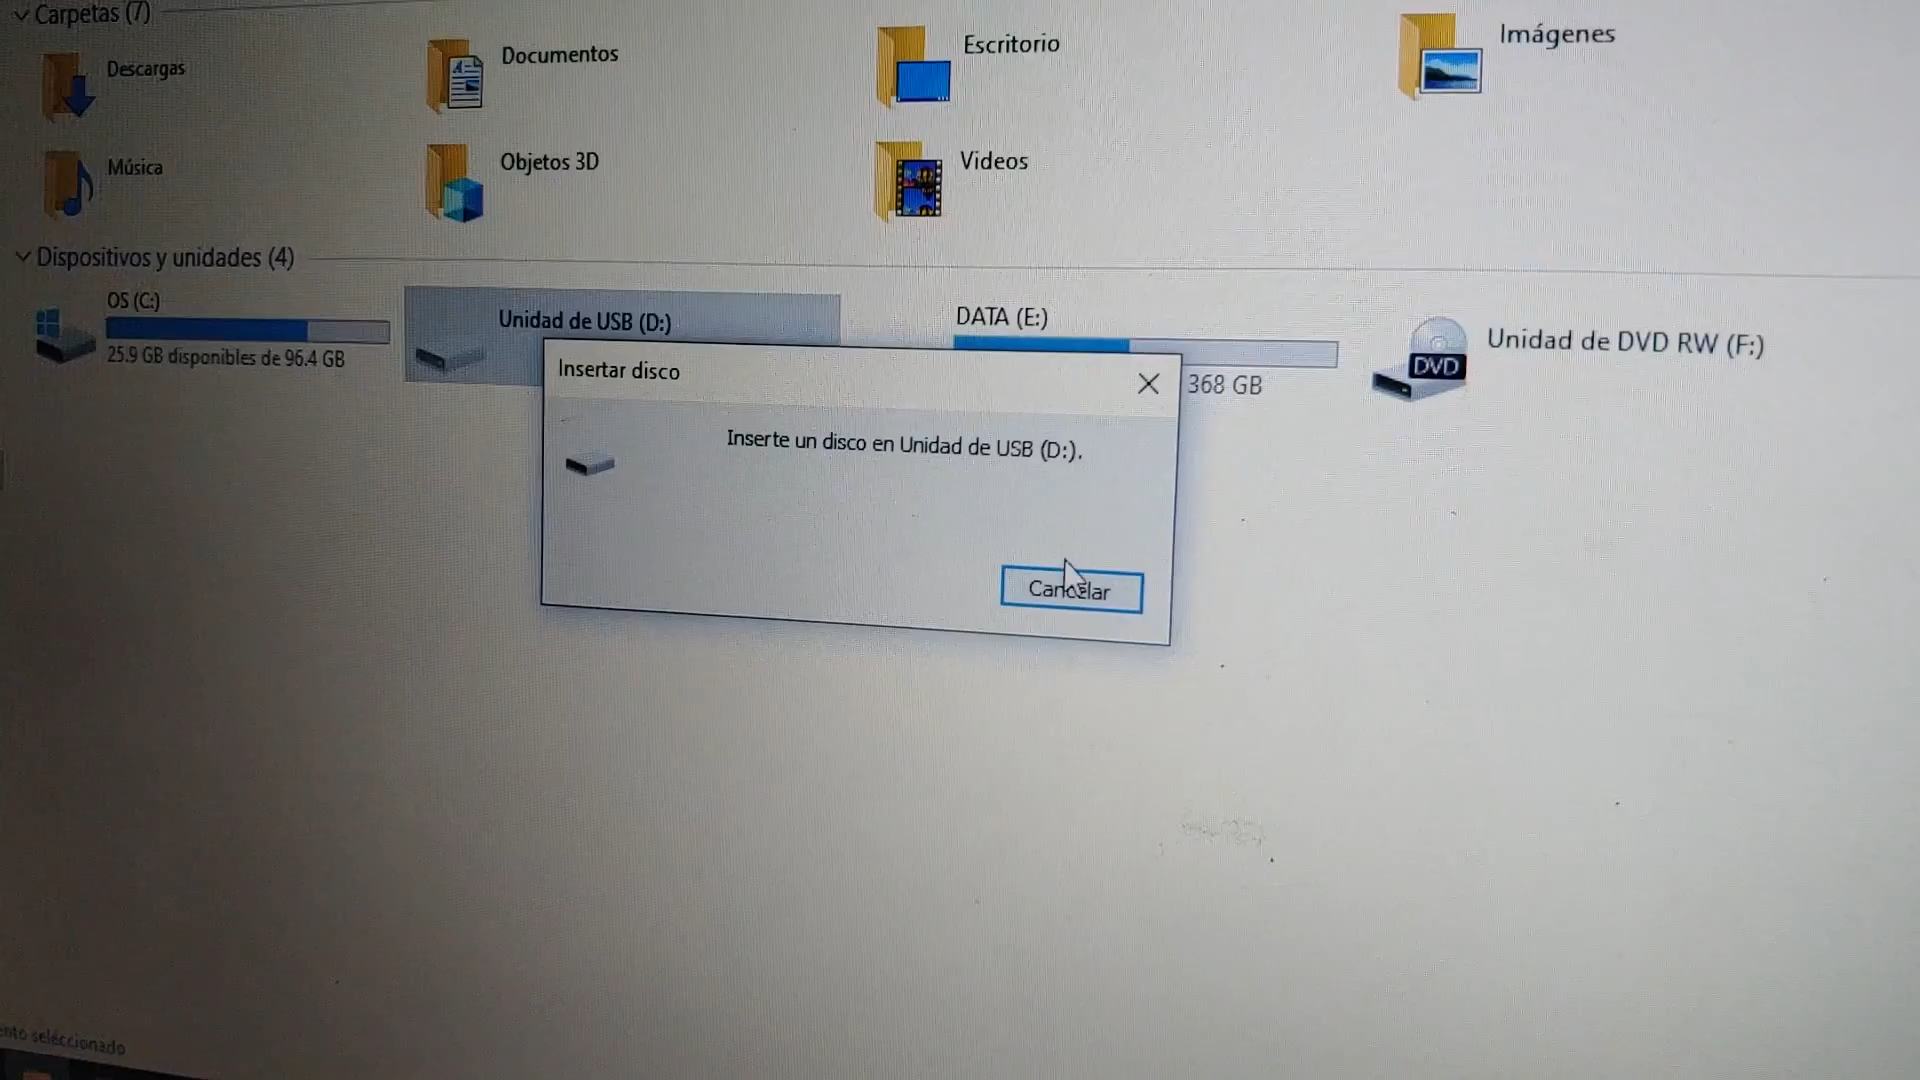 Carpetas (7)
Descargas
Documentos
Escritorio
Imágenes
Música
Objetos 3D
Videos
Dispositivos y unidades (4)
OS (C:)
25.9 GB disponibles de 96.4 GB
Unidad de USB (D:)
DATA (E:)
368 GB
Unidad de DVD RW (F:)
DVD
Insertar disco
Inserte un disco en Unidad de USB (D:).
Cancelar
seleccionado